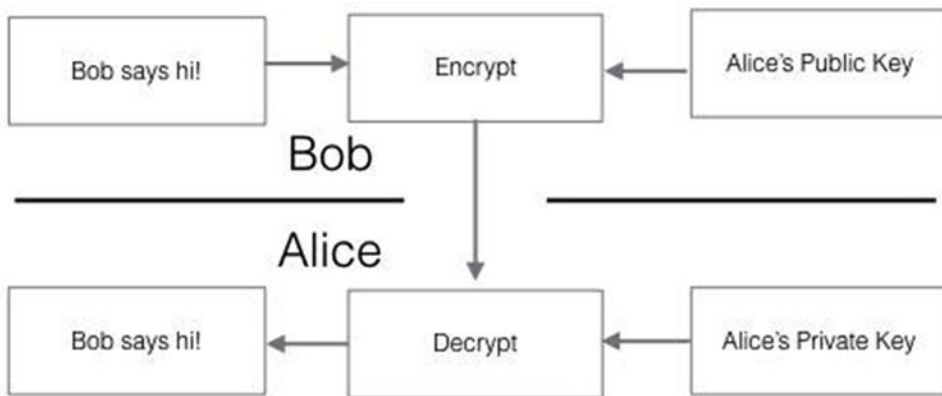 Bob says hi!
Encrypt
Alice's Public Key
Bob
Alice
Bob says hi!
Decrypt
Alice's Private Key